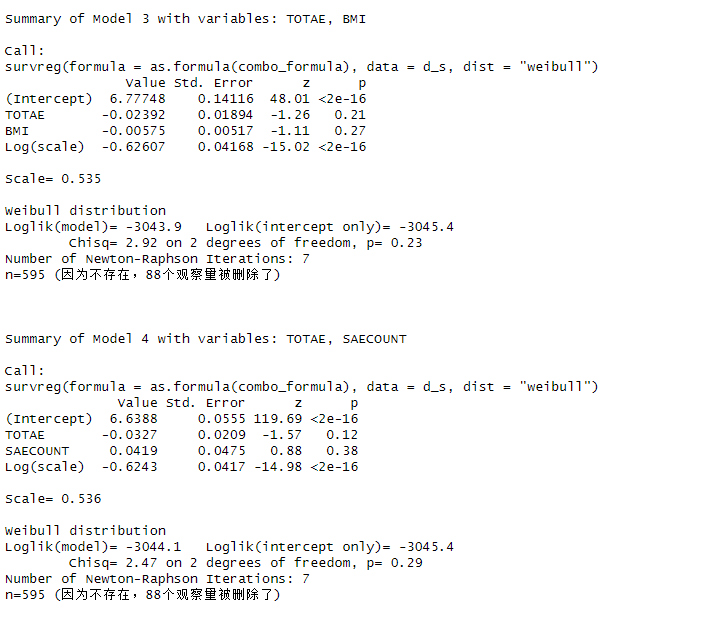 Summary of Model 3 with variables: TOTAE, BMI
Call:
survreg(formula = as.formula(combo_formula), data = d_s, dist = "weibull")
Value Std. Error z p
(Intercept) 6.77748 0.14116 48.01 <2e-16
TOTAE -0.02392 0.01894 -1.26 0.21
BMI -0.00575 0.00517 -1.11 0.27
Log(scale) -0.62607 0.04168 -15.02 <2e-16
Scale= 0.535
Weibull distribution
Loglik(model)= -3043.9 Loglik(intercept only)= -3045.4
Chisq= 2.92 on 2 degrees of freedom, p= 0.23
Number of Newton-Raphson Iterations: 7
n=595 (因为不存在，88个观察量被删除了)
Summary of Model 4 with variables: TOTAE, SAECOUNT
Call:
survreg(formula = as.formula(combo_formula), data = d_s, dist = "weibull")
Value Std. Error z p
(Intercept) 6.6388 0.0555 119.69 <2e-16
TOTAE -0.0327 0.0209 -1.57 0.12
SAECOUNT 0.0419 0.0475 0.88 0.38
Log(scale) -0.6243 0.0417 -14.98 <2e-16
Scale= 0.536
Weibull distribution
Loglik(model)= -3044.1 Loglik(intercept only)= -3045.4
Chisq= 2.47 on 2 degrees of freedom, p= 0.29
Number of Newton-Raphson Iterations: 7
n=595 (因为不存在，88个观察量被删除了)